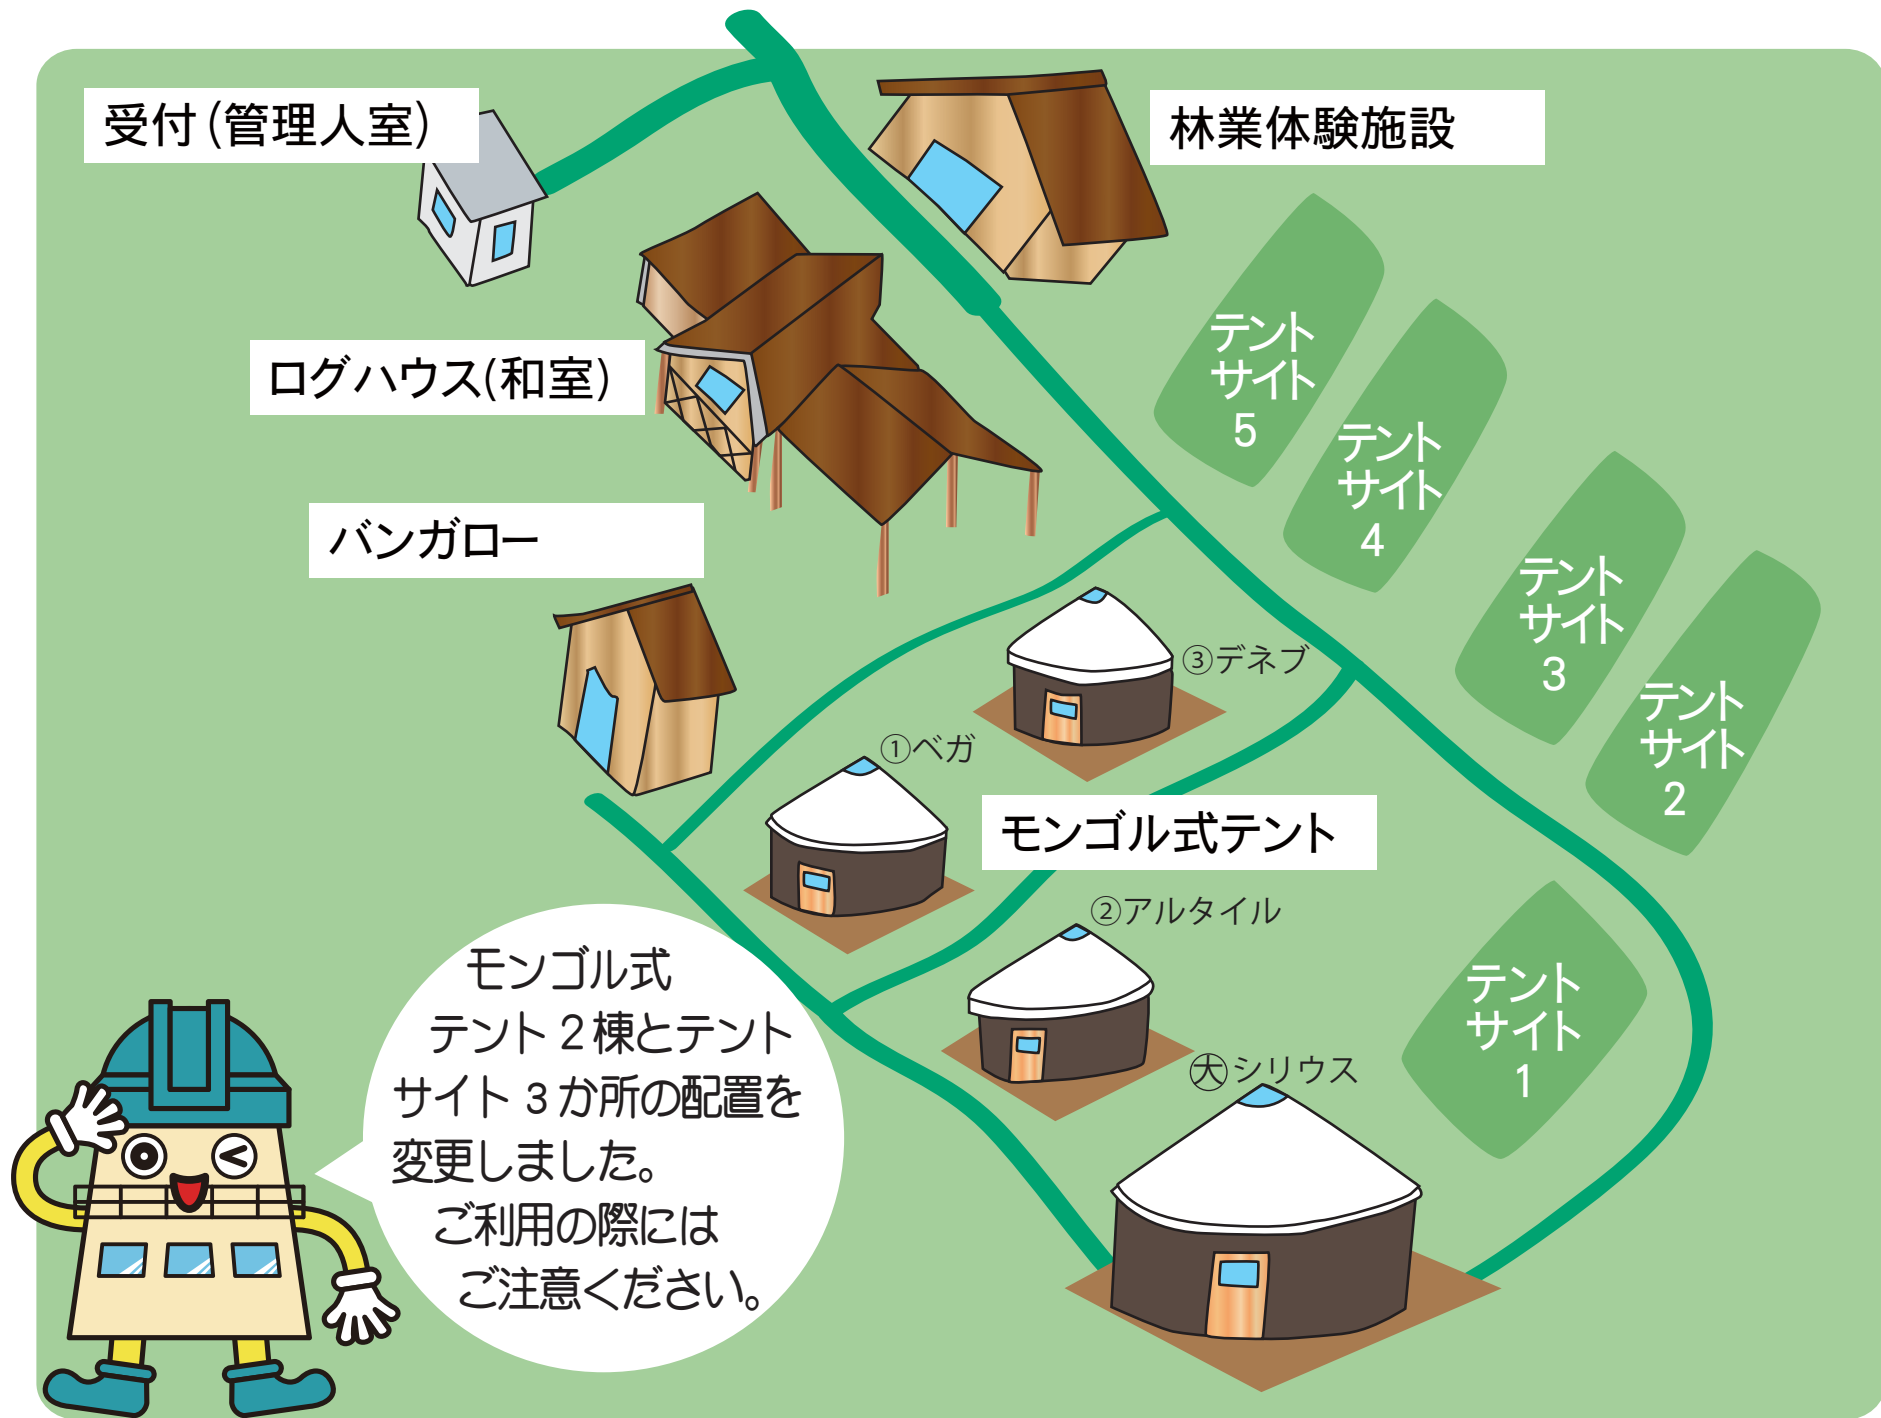 受付(管理人室)
林業体験施設
ログハウス(和室)
バンガロー
テント
サイト
5
テント
サイト
4
テント
サイト
3
テント
サイト
2
③デネブ
①ベガ
モンゴル式テント
②アルタイル
㊛シリウス
テント
サイト
1
モンゴル式
テント2棟とテント
サイト3か所の配置を
変更しました。
ご利用の際には
ご注意ください。